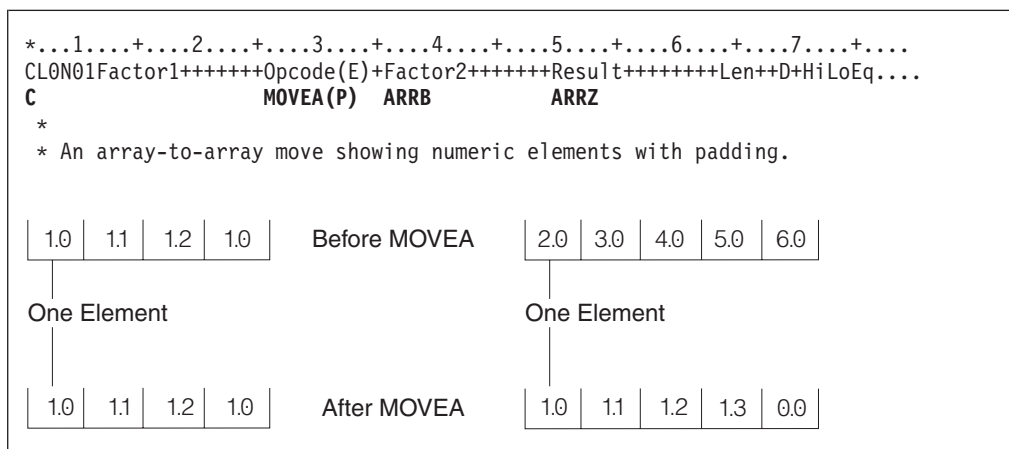 *...1....+....2....+....3....+....4....+....5....+....6....+....7....+....
CL0N01Factor1+++++++Opcode(E)+Factor2+++++++Result++++++++Len++D+HiLoEq....
C                   MOVEA(P)  ARRB          ARRZ
 *
 * An array-to-array move showing numeric elements with padding.
1.0 1.1 1.2 1.0 Before MOVEA 2.0 3.0 4.0 5.0 6.0
One Element One Element
1.0 1.1 1.2 1.0 After MOVEA 1.0 1.1 1.2 1.3 0.0